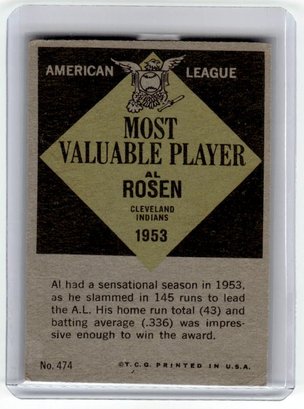 AMERICAN LEAGUE
MOST
VALUABLE PLAYER
AL
ROSEN
CLEVELAND
INDIANS
1953
Al had a sensational season in 1953,
as he slammed in 145 runs to lead
the A.L. His home run total (43) and
batting average (.336) was impres-
sive enough to win the award.
No. 474 ©T.C.G. PRINTED IN U.S.A.